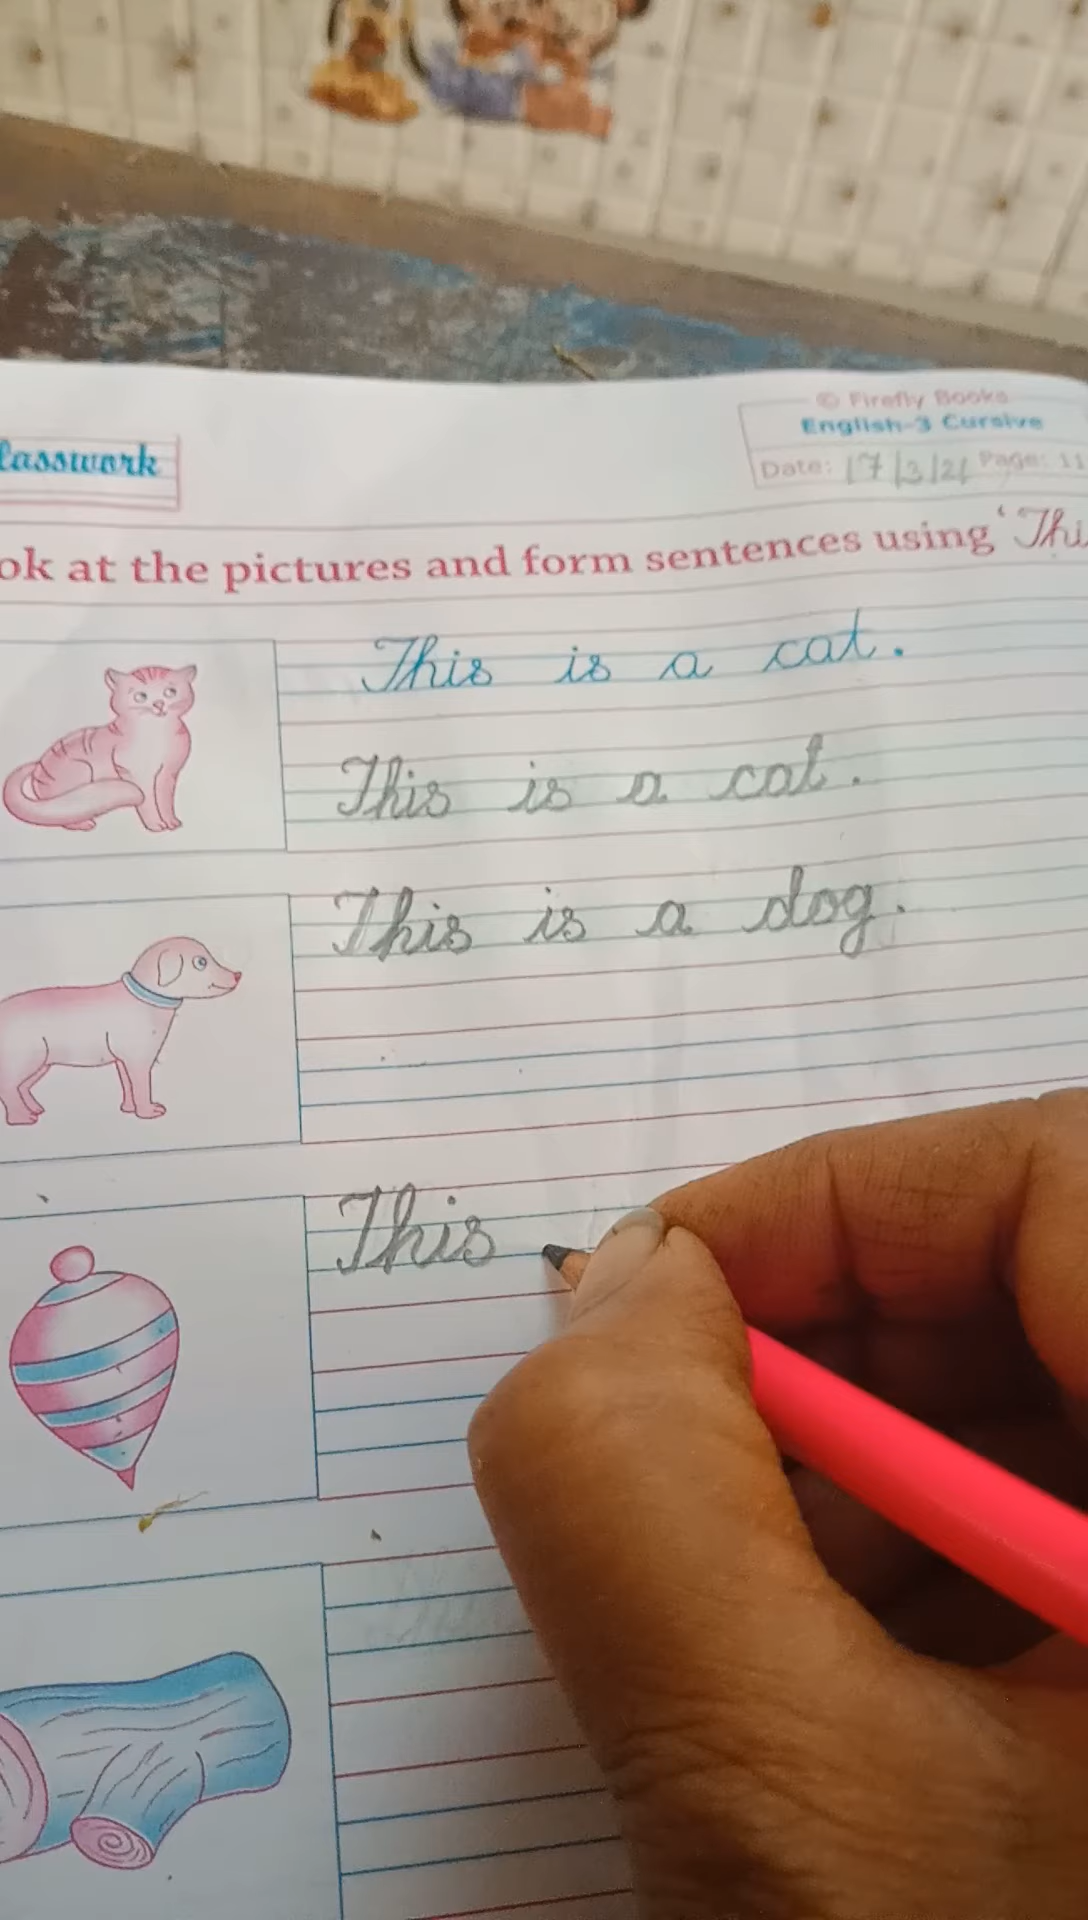 © Firefly Books
English-3 Cursive
lasswork
Date: 17/3/21 Page: 11
ok at the pictures and form sentences using 'Thi
This is a cat.
This is a cat.
This is a dog.
This